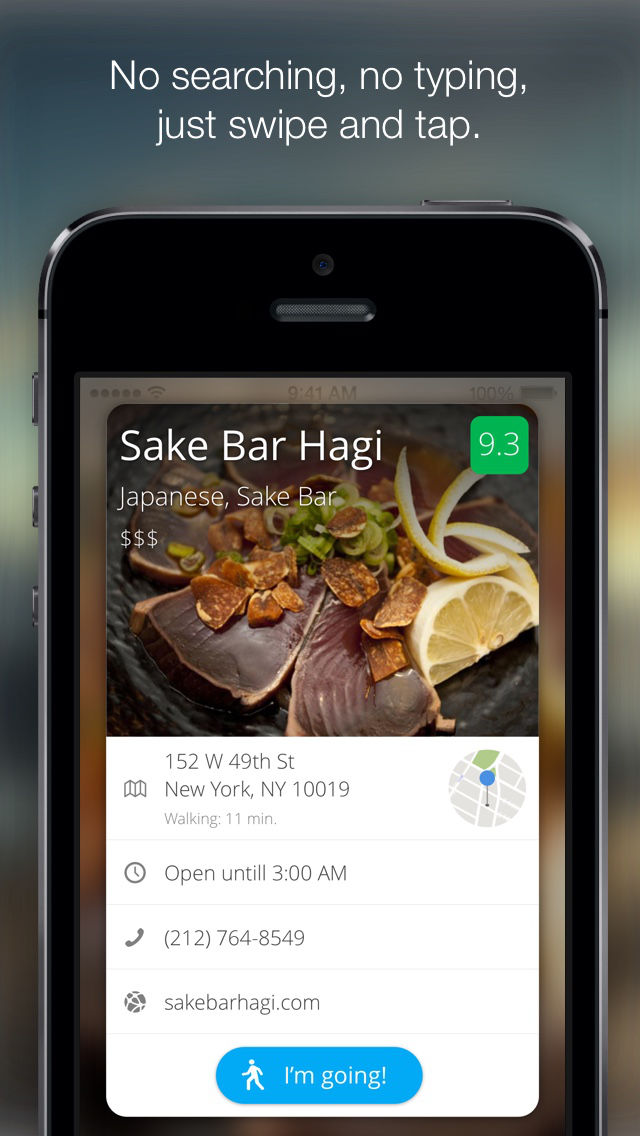 No searching, no typing,
just swipe and tap.
9:41 AM
100%
Sake Bar Hagi
9.3
Japanese, Sake Bar
$$$
152 W 49th St
New York, NY 10019
Walking: 11 min.
Open untill 3:00 AM
(212) 764-8549
sakebarhagi.com
I'm going!